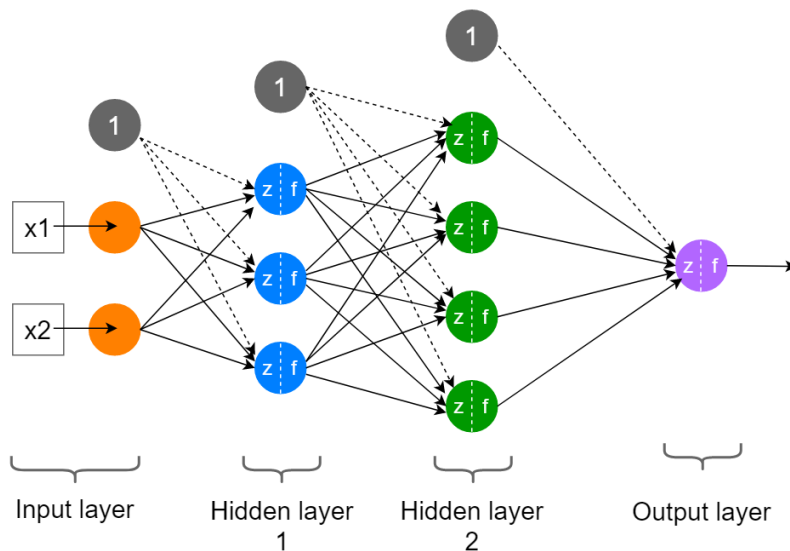 1
1
1
x1
x2
z f
z f
z f
z f
z f
z f
z f
z f
Input layer
Hidden layer
1
Hidden layer
2
Output layer